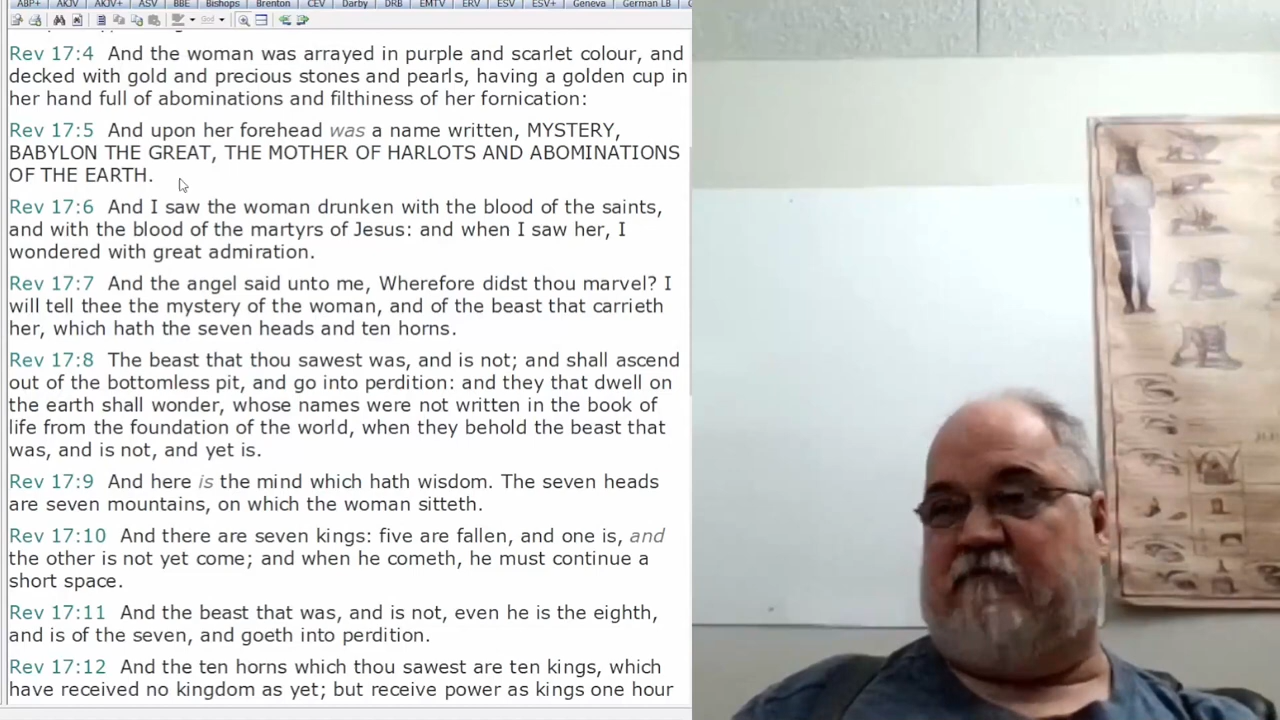 ABP+ AKJV AKJV+ ASV BBE Bishops Brenton CEV Darby DRB EMTV ERV ESV ESV+ Geneva German LB
Rev 17:4 And the woman was arrayed in purple and scarlet colour, and
decked with gold and precious stones and pearls, having a golden cup in
her hand full of abominations and filthiness of her fornication:
Rev 17:5 And upon her forehead was a name written, MYSTERY,
BABYLON THE GREAT, THE MOTHER OF HARLOTS AND ABOMINATIONS
OF THE EARTH.
Rev 17:6 And I saw the woman drunken with the blood of the saints,
and with the blood of the martyrs of Jesus: and when I saw her, I
wondered with great admiration.
Rev 17:7 And the angel said unto me, Wherefore didst thou marvel? I
will tell thee the mystery of the woman, and of the beast that carrieth
her, which hath the seven heads and ten horns.
Rev 17:8 The beast that thou sawest was, and is not; and shall ascend
out of the bottomless pit, and go into perdition: and they that dwell on
the earth shall wonder, whose names were not written in the book of
life from the foundation of the world, when they behold the beast that
was, and is not, and yet is.
Rev 17:9 And here is the mind which hath wisdom. The seven heads
are seven mountains, on which the woman sitteth.
Rev 17:10 And there are seven kings: five are fallen, and one is, and
the other is not yet come; and when he cometh, he must continue a
short space.
Rev 17:11 And the beast that was, and is not, even he is the eighth,
and is of the seven, and goeth into perdition.
Rev 17:12 And the ten horns which thou sawest are ten kings, which
have received no kingdom as yet; but receive power as kings one hour